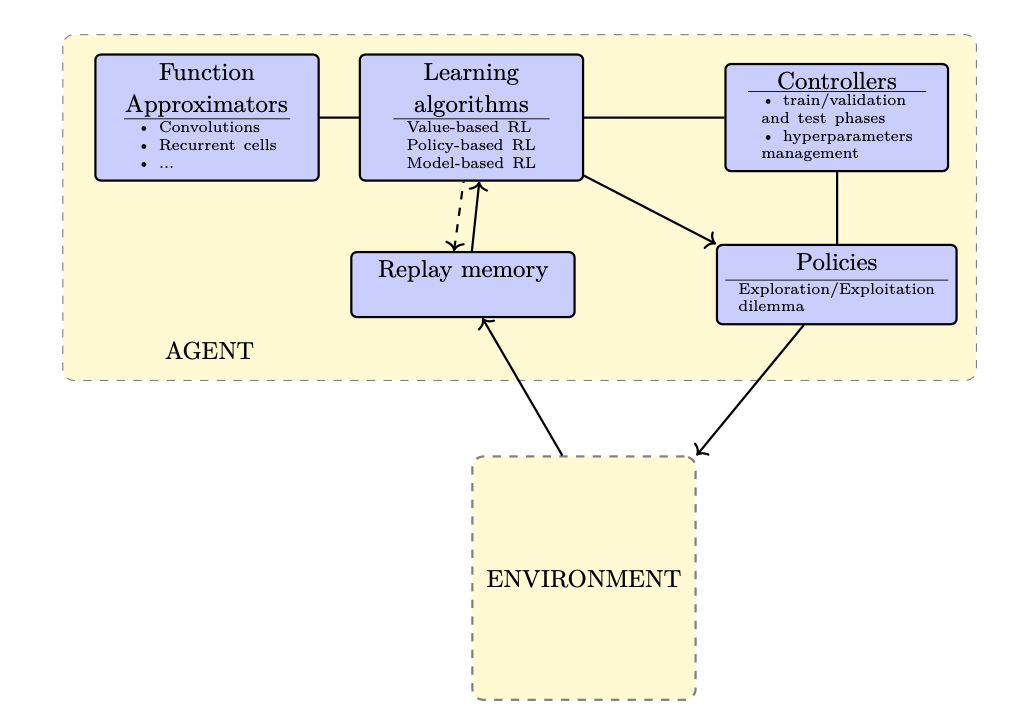 Function
Approximators
• Convolutions
• Recurrent cells
• ...
Learning
algorithms
Value-based RL
Policy-based RL
Model-based RL
Controllers
• train/validation
and test phases
• hyperparameters
management
Replay memory
Policies
Exploration/Exploitation
dilemma
AGENT
ENVIRONMENT